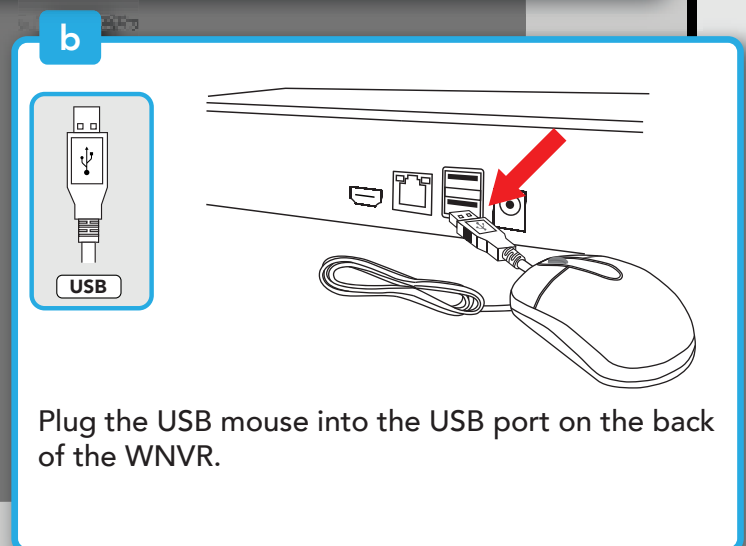 b
USB
Plug the USB mouse into the USB port on the back
of the WNVR.